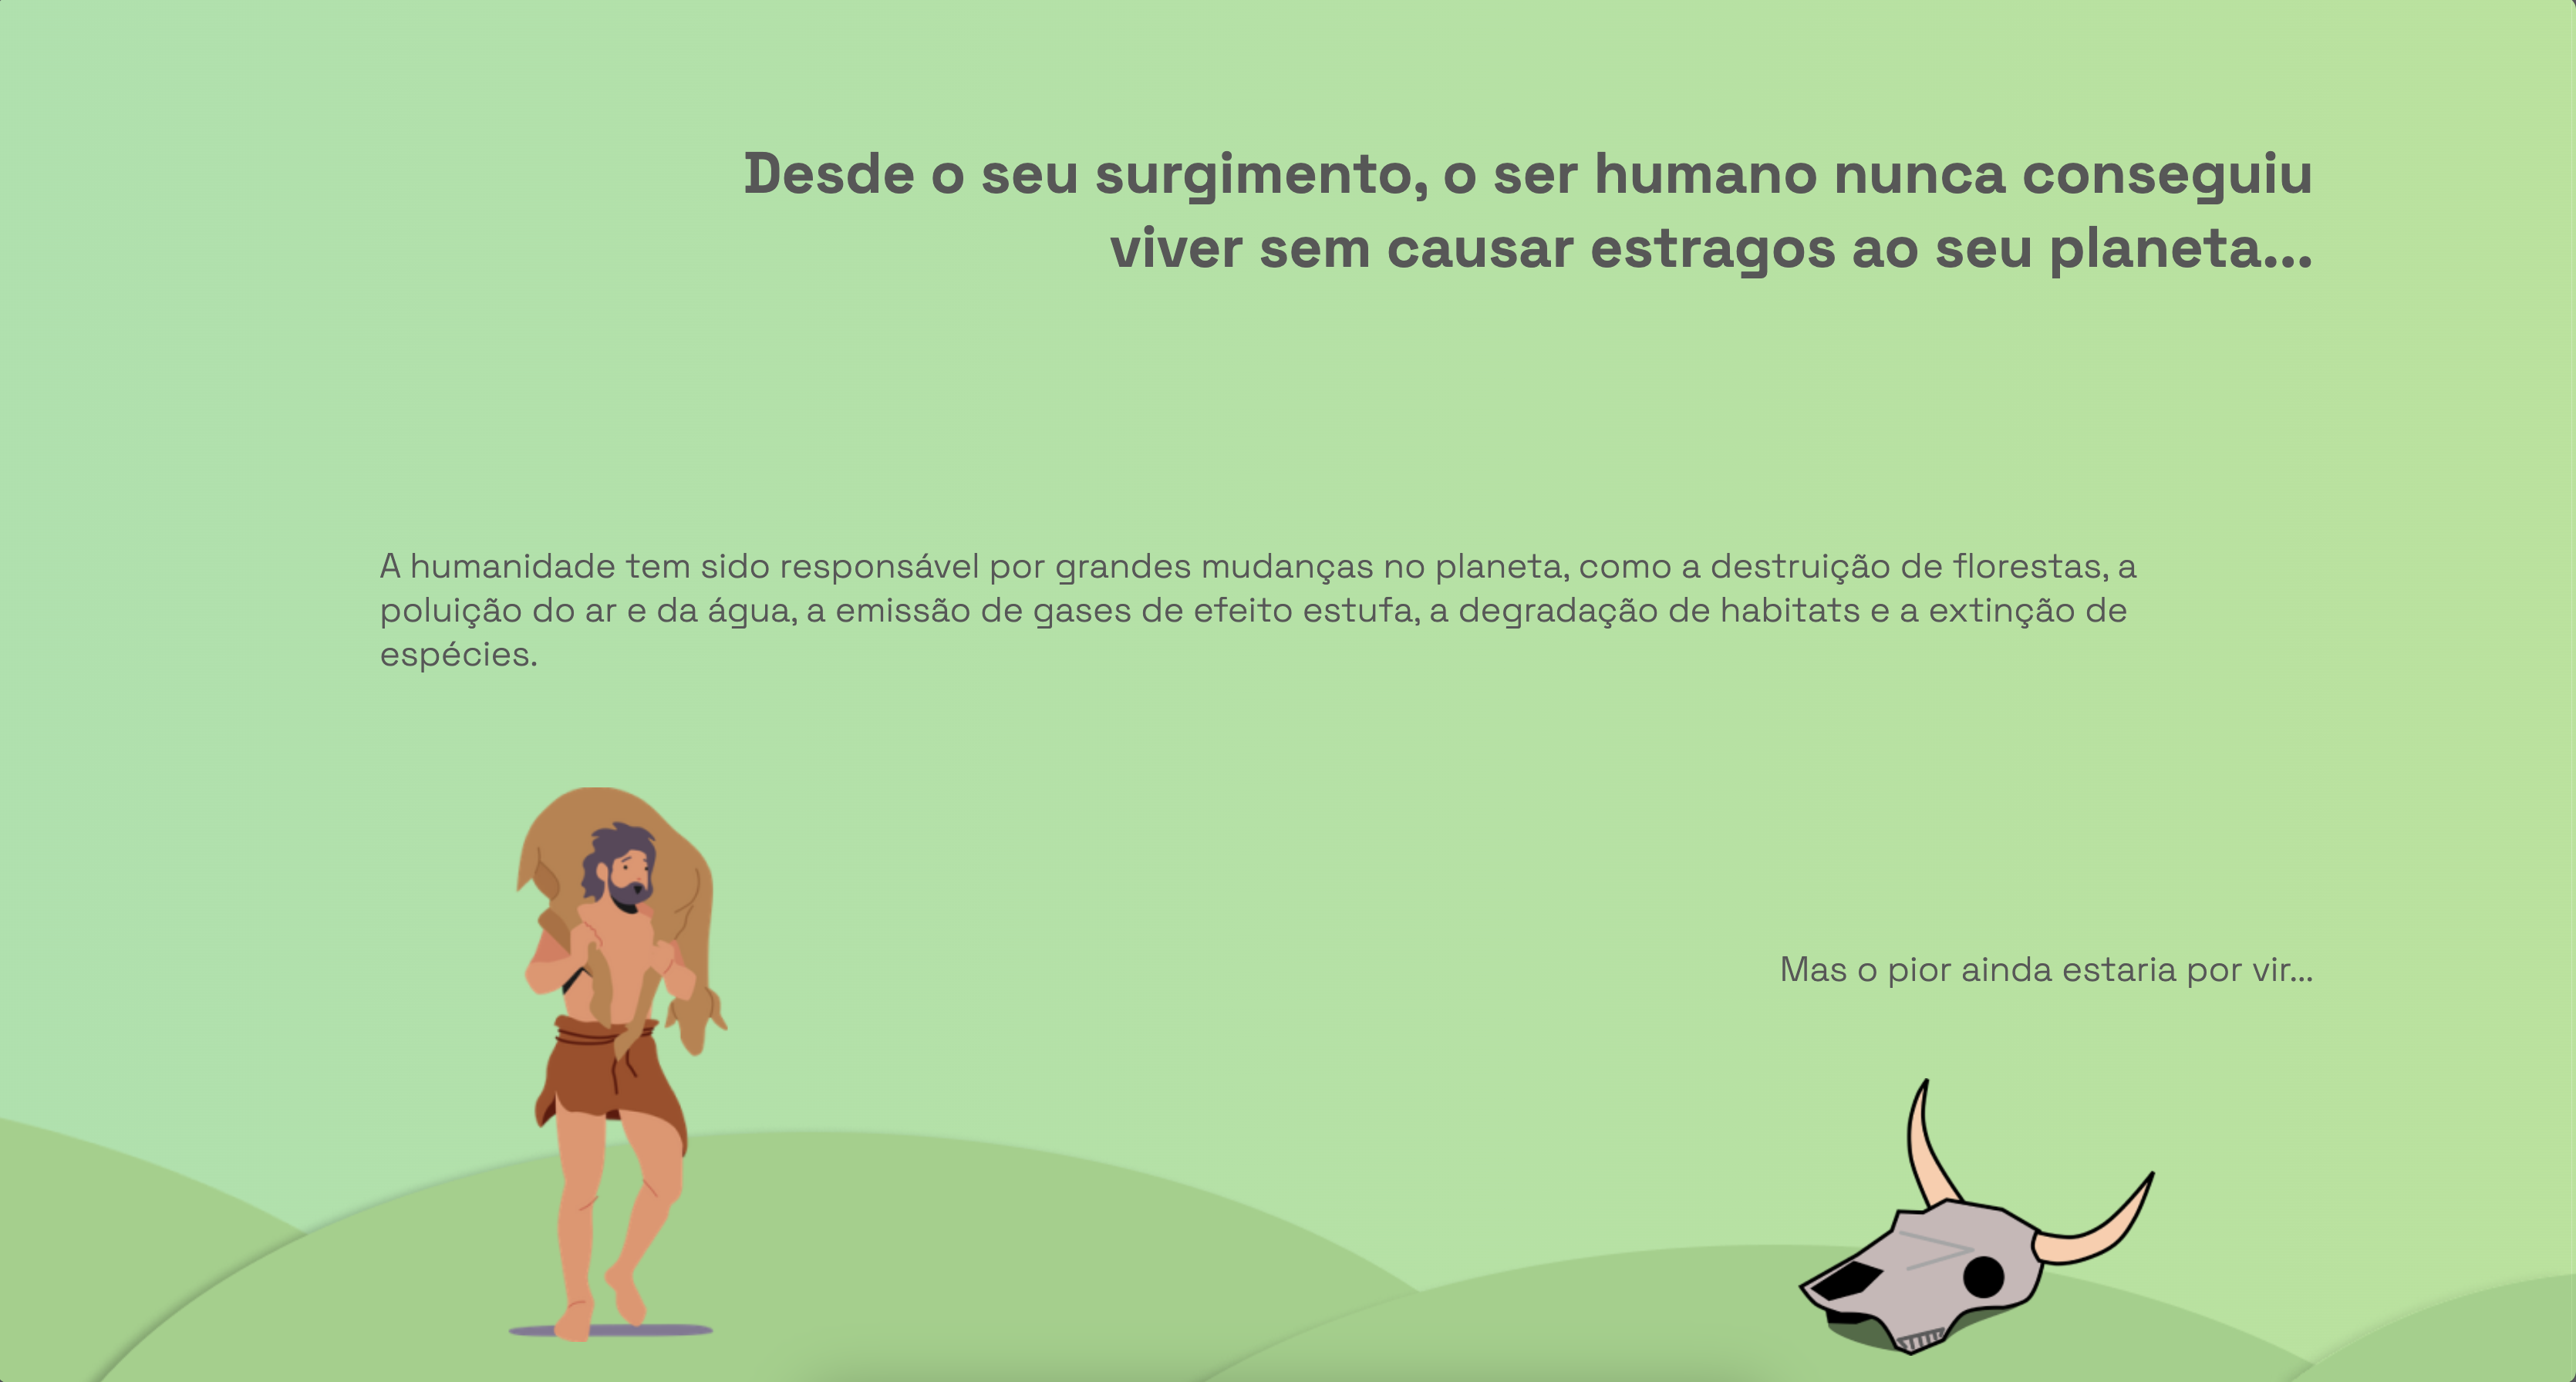 Desde o seu surgimento, o ser humano nunca conseguiu
viver sem causar estragos ao seu planeta...
A humanidade tem sido responsável por grandes mudanças no planeta, como a destruição de florestas, a
poluição do ar e da água, a emissão de gases de efeito estufa, a degradação de habitats e a extinção de
espécies.
Mas o pior ainda estaria por vir...